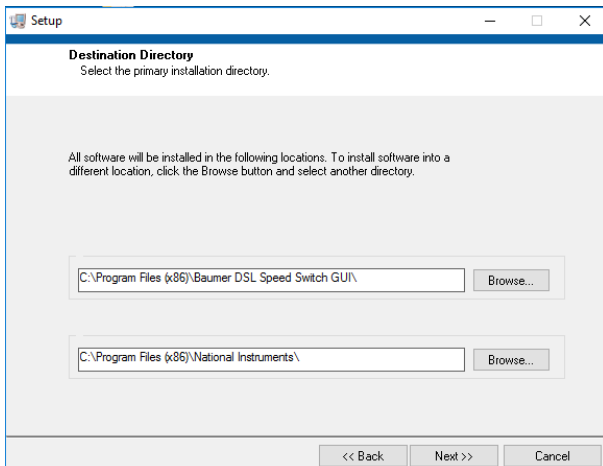 Setup
Destination Directory
Select the primary installation directory.
All software will be installed in the following locations. To install software into a
different location, click the Browse button and select another directory.
C:\Program Files (x86)\Baumer DSL Speed Switch GUI\
Browse...
C:\Program Files (x86)\National Instruments\
Browse...
<< Back
Next >>
Cancel